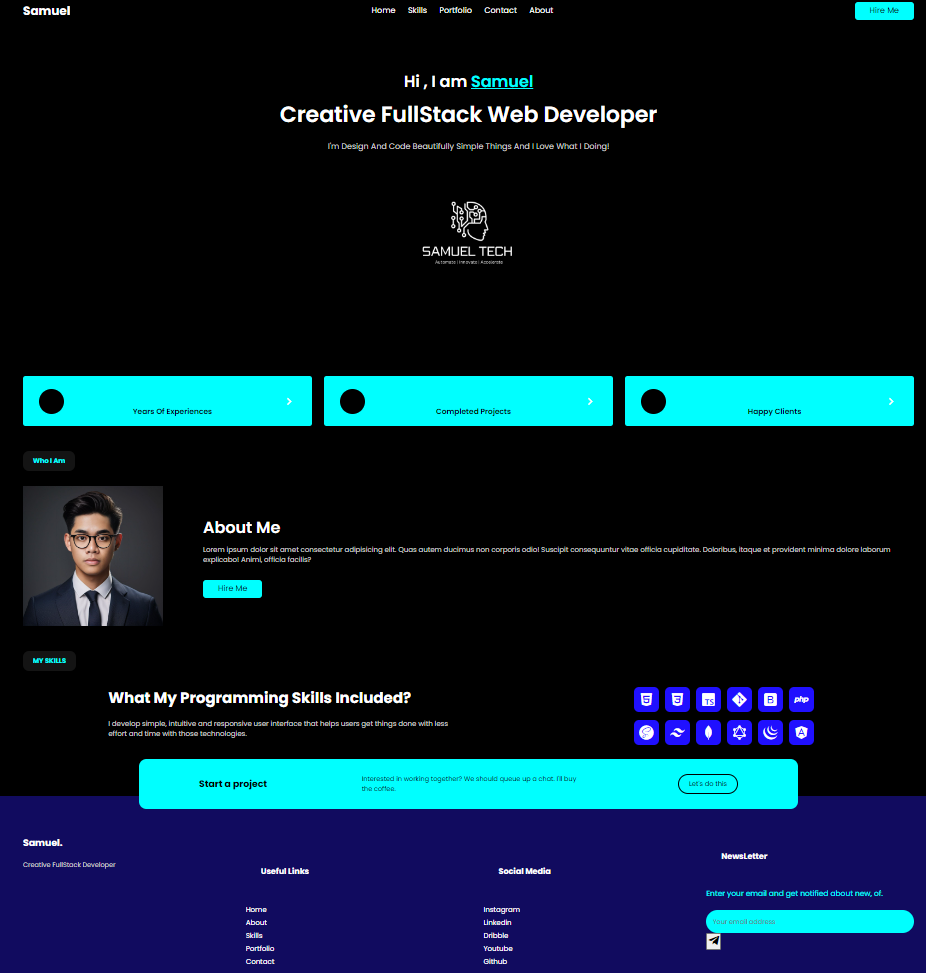 Samuel
Home Skills Portfolio Contact About
Hire Me
Hi , I am Samuel
Creative FullStack Web Developer
I'm Design And Code Beautifully Simple Things And I Love What I Doing!
SAMUEL TECH
Automate | Innovate | Accelerate
Years Of Experiences
Completed Projects
Happy Clients
Who I Am
About Me
Lorem ipsum dolor sit amet consectetur adipisicing elit. Quas autem ducimus non corporis odio! Suscipit consequuntur vitae officia cupiditate. Doloribus, itaque et provident minima dolore laborum
explicabo! Animi, officia facilis?
Hire Me
MY SKILLS
What My Programming Skills Included?
I develop simple, intuitive and responsive user interface that helps users get things done with less
effort and time with those technologies.
TS
B
php
Start a project
Interested in working together? We should queue up a chat. I'll buy
the coffee.
Let's do this
Samuel.
Creative FullStack Developer
Useful Links
Home
About
Skills
Portfolio
Contact
Social Media
Instagram
Linkedin
Dribble
Youtube
Github
NewsLetter
Enter your email and get notified about new, of.
Your email address